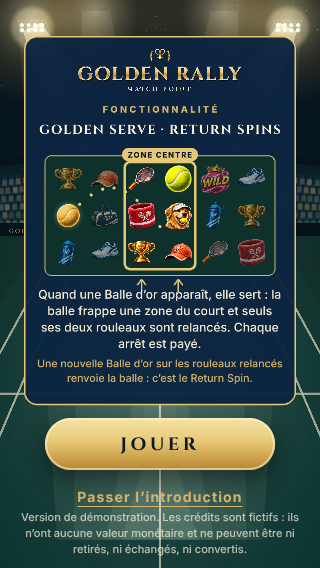 GOLDEN RALLY
MATCH POINT
FONCTIONNALITÉ
GOLDEN SERVE · RETURN SPINS
ZONE CENTRE
WILD
Quand une Balle d’or apparaît, elle sert : la
balle frappe une zone du court et seuls
ses deux rouleaux sont relancés. Chaque
arrêt est payé.
Une nouvelle Balle d’or sur les rouleaux relancés
renvoie la balle : c’est le Return Spin.
JOUER
Passer l’introduction
Version de démonstration. Les crédits sont fictifs : ils
n’ont aucune valeur monétaire et ne peuvent être ni
retirés, ni échangés, ni convertis.